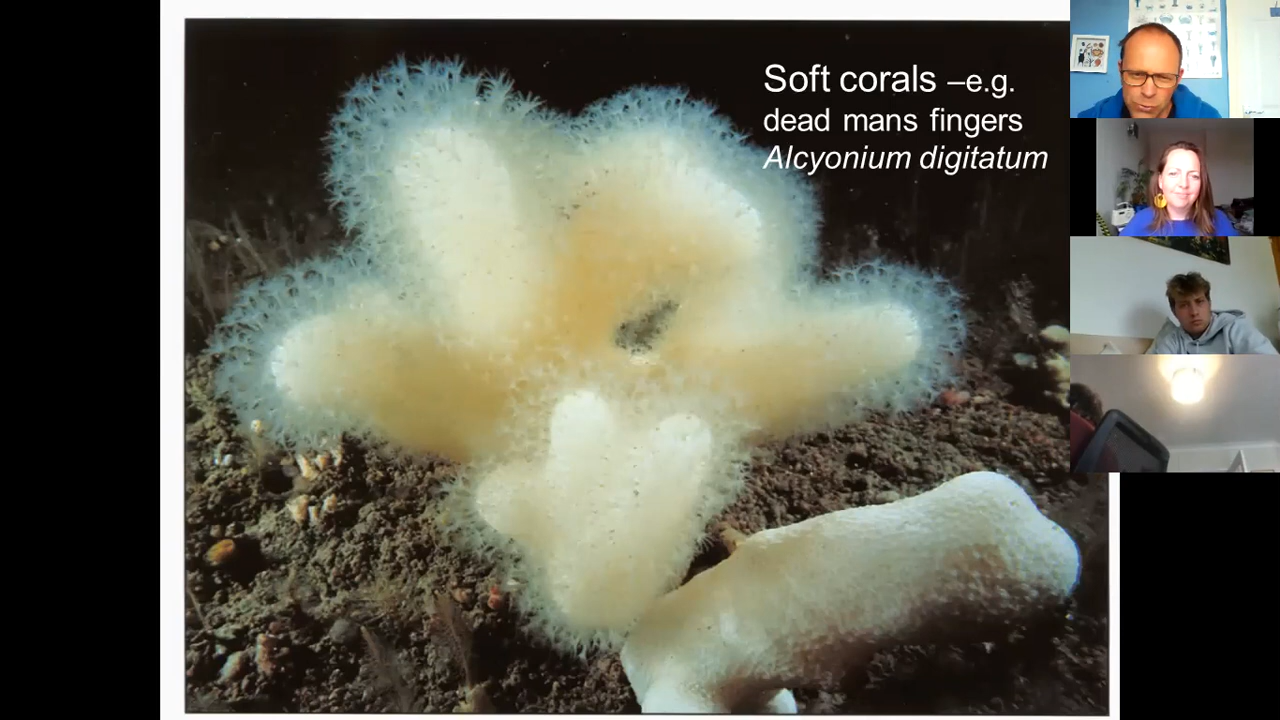 Soft corals –e.g.
dead mans fingers
Alcyonium digitatum